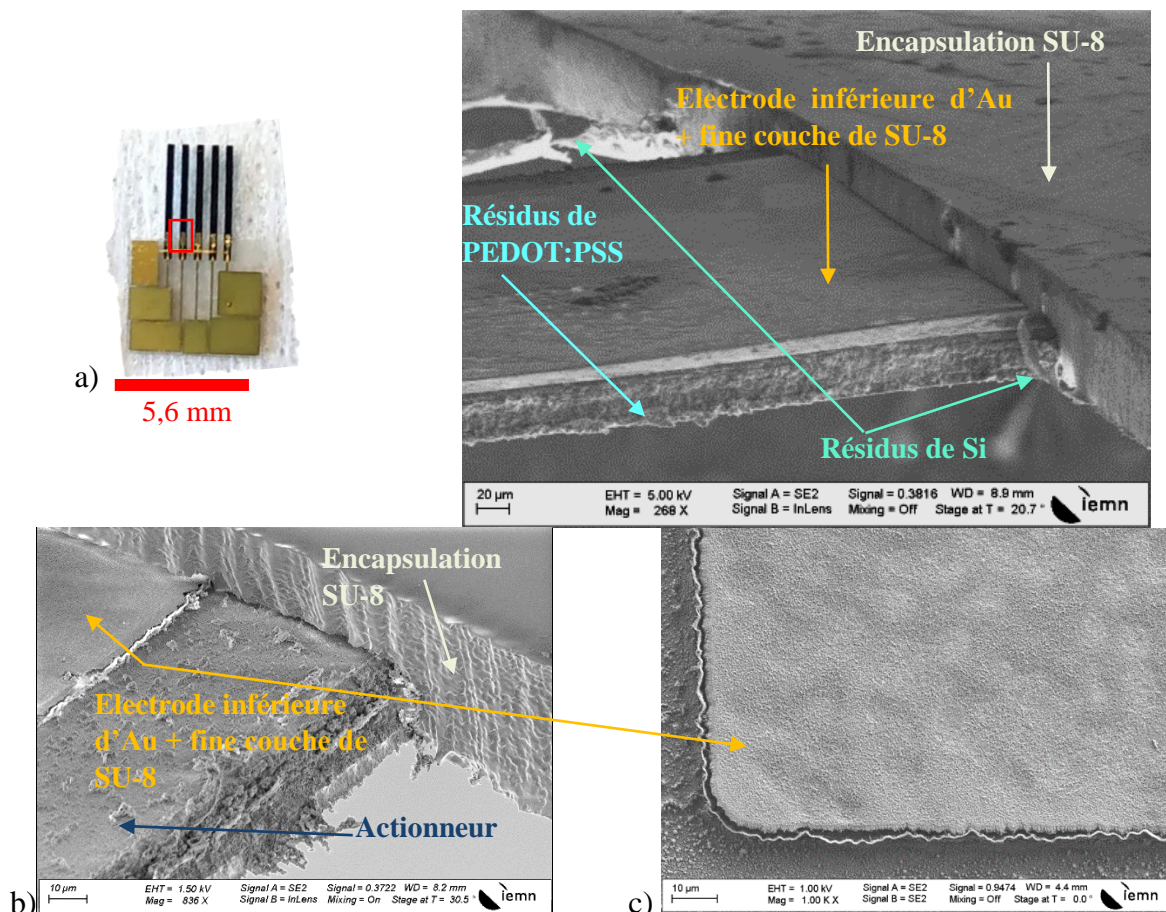 Encapsulation SU-8
Electrode inférieure d’Au
+ fine couche de SU-8
Résidus de
PEDOT:PSS
Résidus de Si
a)
5,6 mm
20 µm
EHT = 5.00 kV
Signal A = SE2
Signal = 0.3816
WD = 8.9 mm
Mag = 268 X
Signal B = InLens
Mixing = Off
Stage at T = 20.7 °
iemn
Encapsulation
SU-8
Electrode inférieure
d’Au + fine couche de
SU-8
Actionneur
b)
10 µm
EHT = 1.50 kV
Signal A = SE2
Signal = 0.3722
WD = 8.2 mm
Mag = 836 X
Signal B = InLens
Mixing = On
Stage at T = 30.5 °
iemn
c)
10 µm
EHT = 1.00 kV
Signal A = SE2
Signal = 0.9474
WD = 4.4 mm
Mag = 1.00 K X
Signal B = InLens
Mixing = Off
Stage at T = 0.0 °
iemn